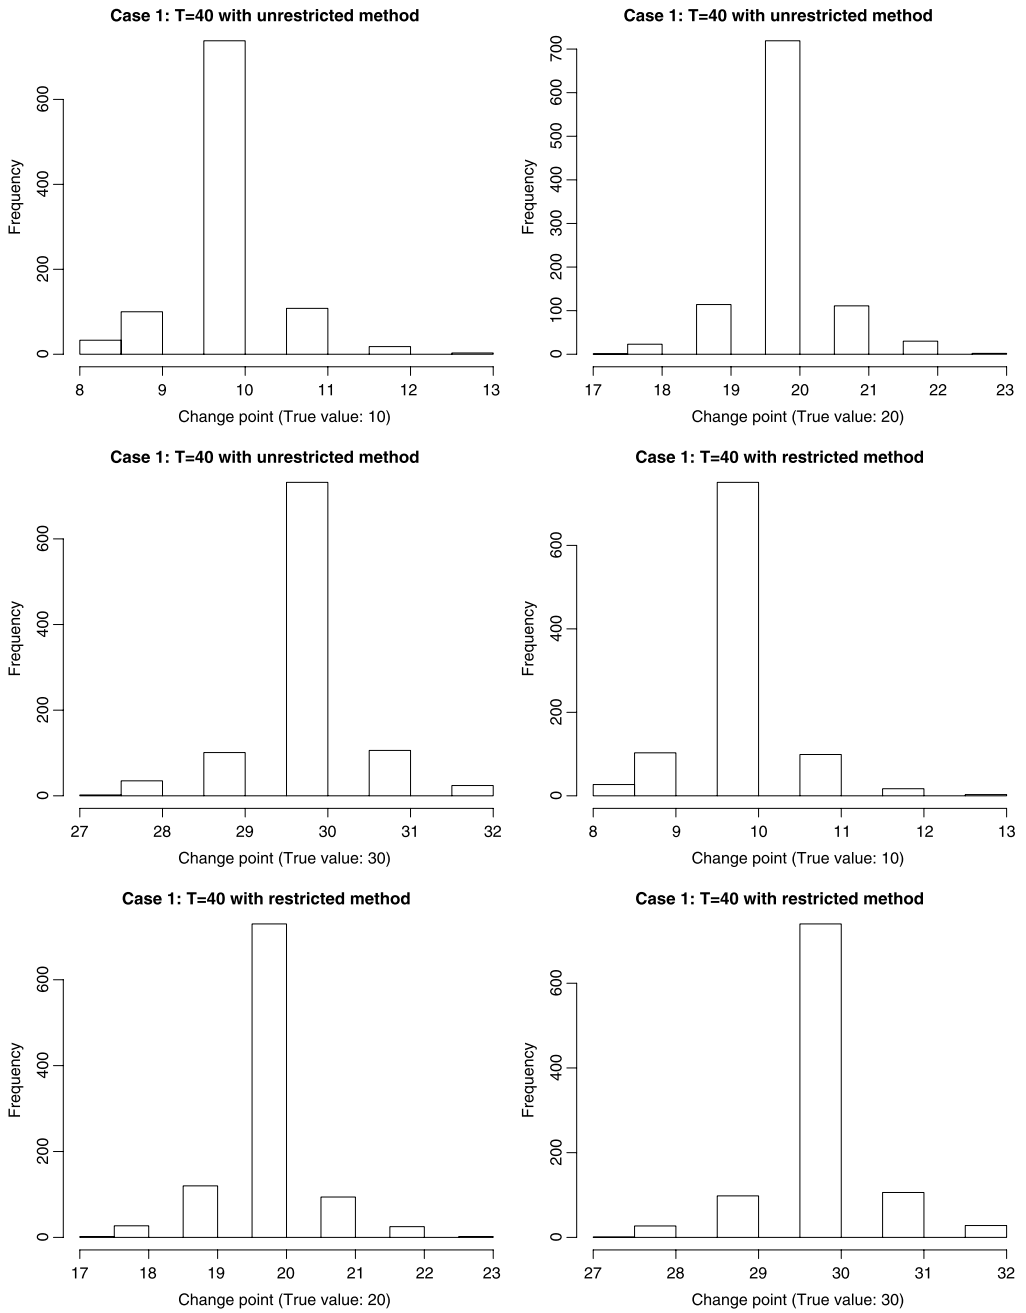 Case 1: T=40 with unrestricted method
Frequency
0
200
400
600
8 9 10 11 12 13
Change point (True value: 10)
Case 1: T=40 with unrestricted method
Frequency
0
100
200
300
400
500
600
700
17 18 19 20 21 22 23
Change point (True value: 20)
Case 1: T=40 with unrestricted method
Frequency
0
200
400
600
27 28 29 30 31 32
Change point (True value: 30)
Case 1: T=40 with restricted method
Frequency
0
200
400
600
8 9 10 11 12 13
Change point (True value: 10)
Case 1: T=40 with restricted method
Frequency
0
200
400
600
17 18 19 20 21 22 23
Change point (True value: 20)
Case 1: T=40 with restricted method
Frequency
0
200
400
600
27 28 29 30 31 32
Change point (True value: 30)